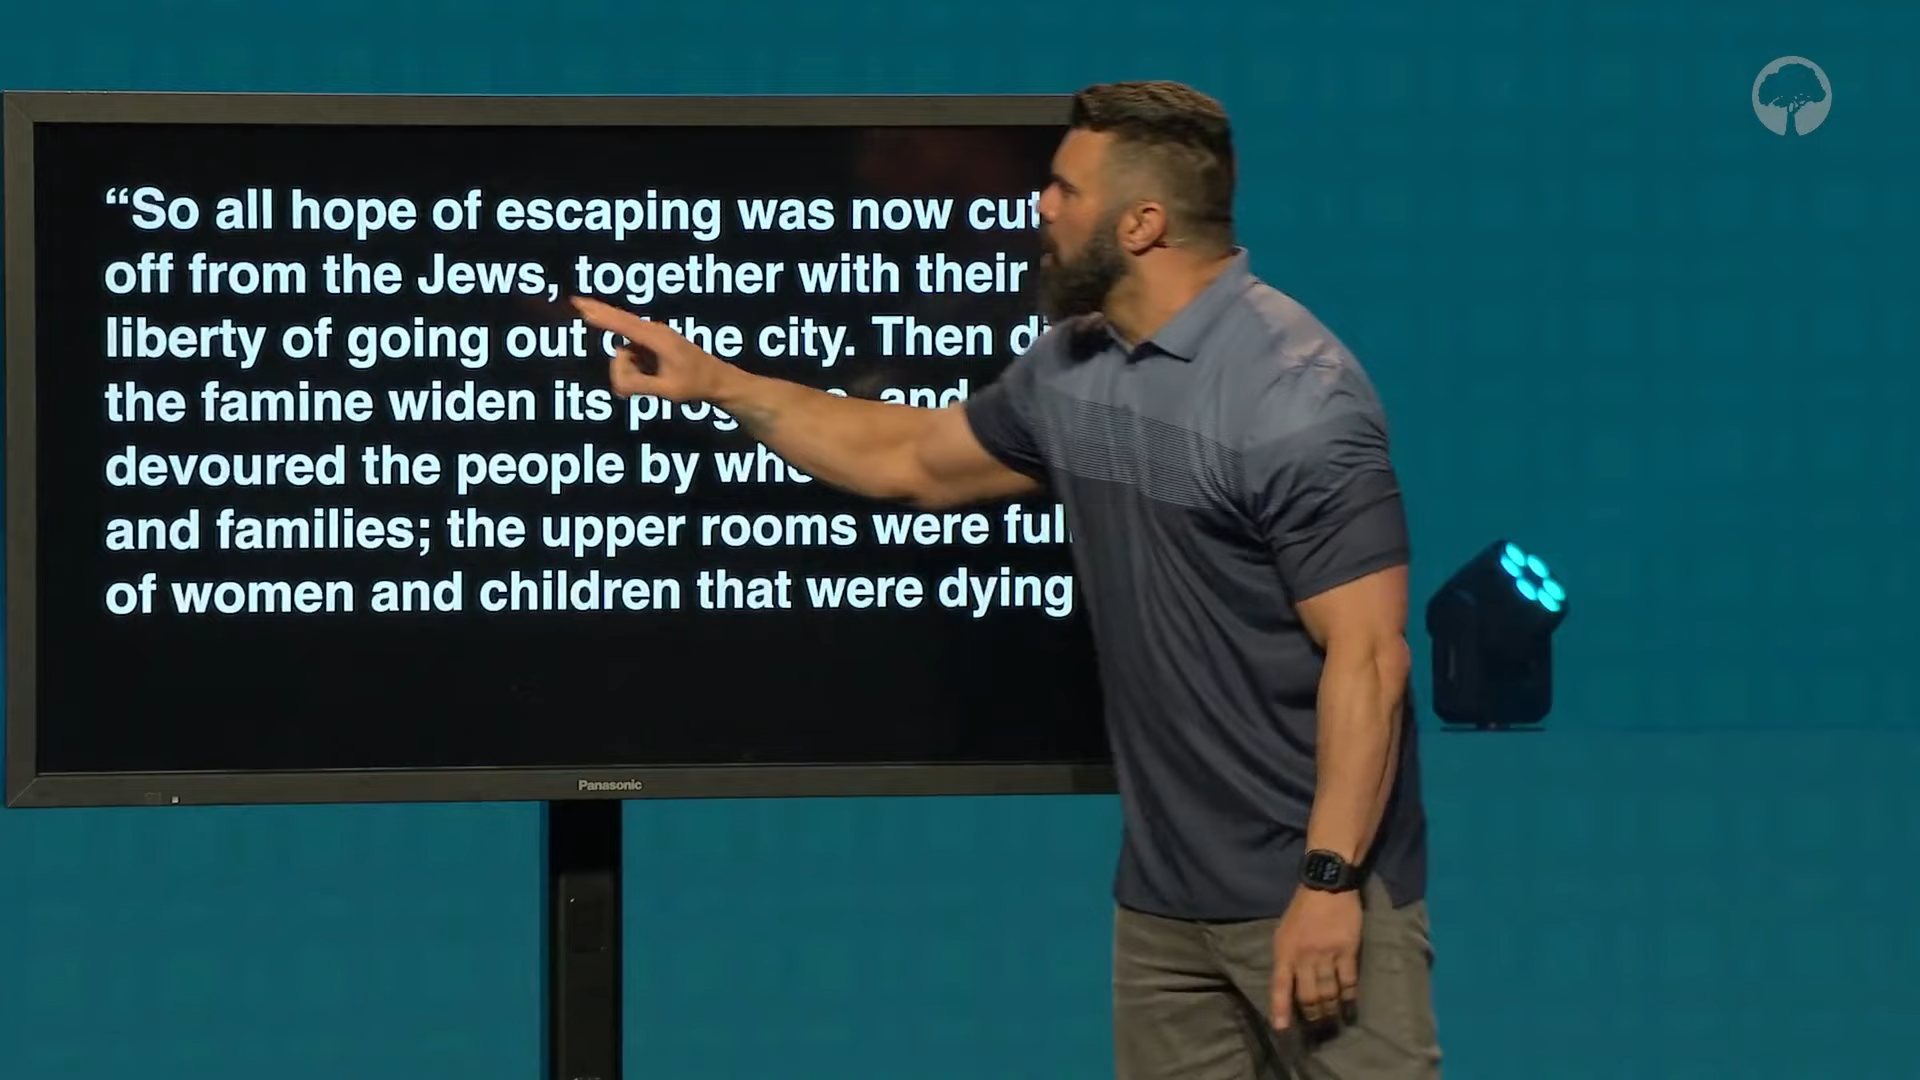 “So all hope of escaping was now cut
off from the Jews, together with their
liberty of going out the city. Then
the famine widen its and
devoured the people by
and families; the upper rooms were
of women and children that were dying
Panasonic